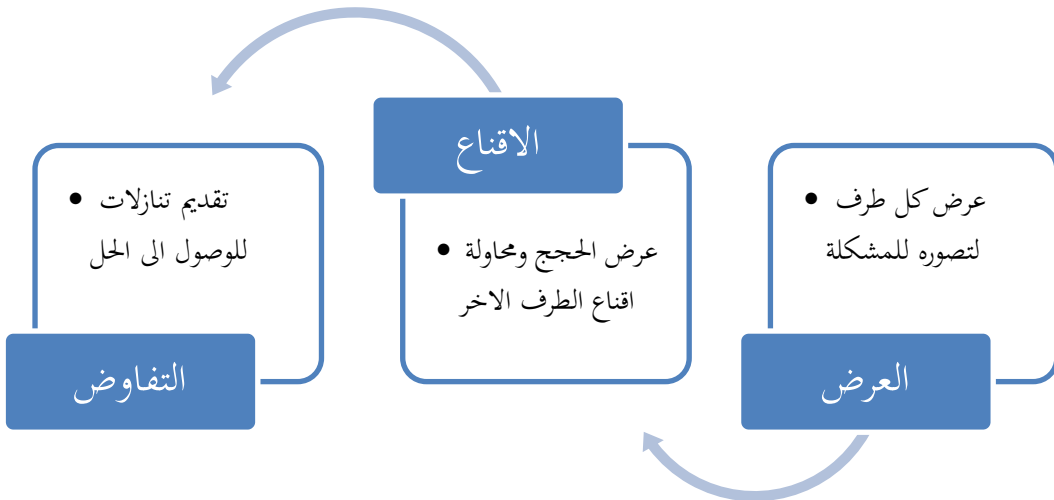 عرض كل طرف
لتصوره للمشكلة
العرض
الاقناع
عرض الحجج ومحاولة
اقناع الطرف الاخر
تقديم تنازلات
للوصول الى الحل
التفاوض